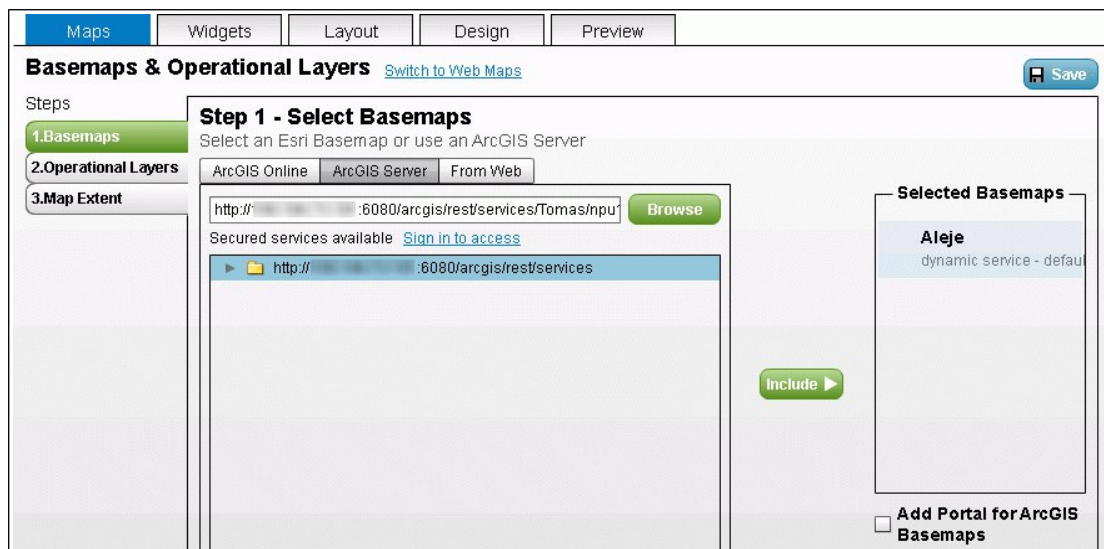 Maps Widgets Layout Design Preview
Basemaps & Operational Layers Switch to Web Maps
Save
Steps
1.Basemaps
2.Operational Layers
3.Map Extent
Step 1 - Select Basemaps
Select an Esri Basemap or use an ArcGIS Server
ArcGIS Online ArcGIS Server From Web
http:// :6080/arcgis/rest/services/Tomas/npu Browse
Secured services available Sign in to access
http:// :6080/arcgis/rest/services
Include
Selected Basemaps
Aleje
dynamic service - defaul
Add Portal for ArcGIS
Basemaps